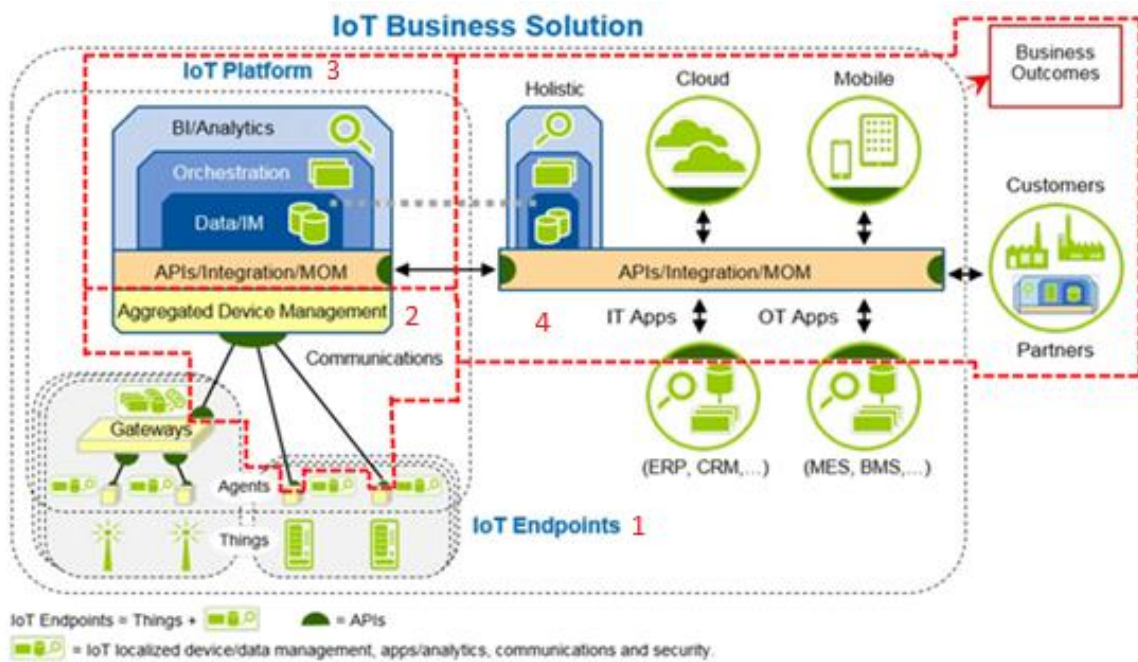 IoT Business Solution
IoT Platform 3
Business
Outcomes
Holistic
Cloud
Mobile
BI/Analytics
Orchestration
Data/IM
Customers
APIs/Integration/MOM
APIs/Integration/MOM
Aggregated Device Management 2
4
IT Apps
OT Apps
Communications
Partners
Gateways
(ERP, CRM,...)
(MES, BMS,...)
Agents
IoT Endpoints 1
Things
IoT Endpoints = Things +
= APIs
= IoT localized device/data management, apps/analytics, communications and security.